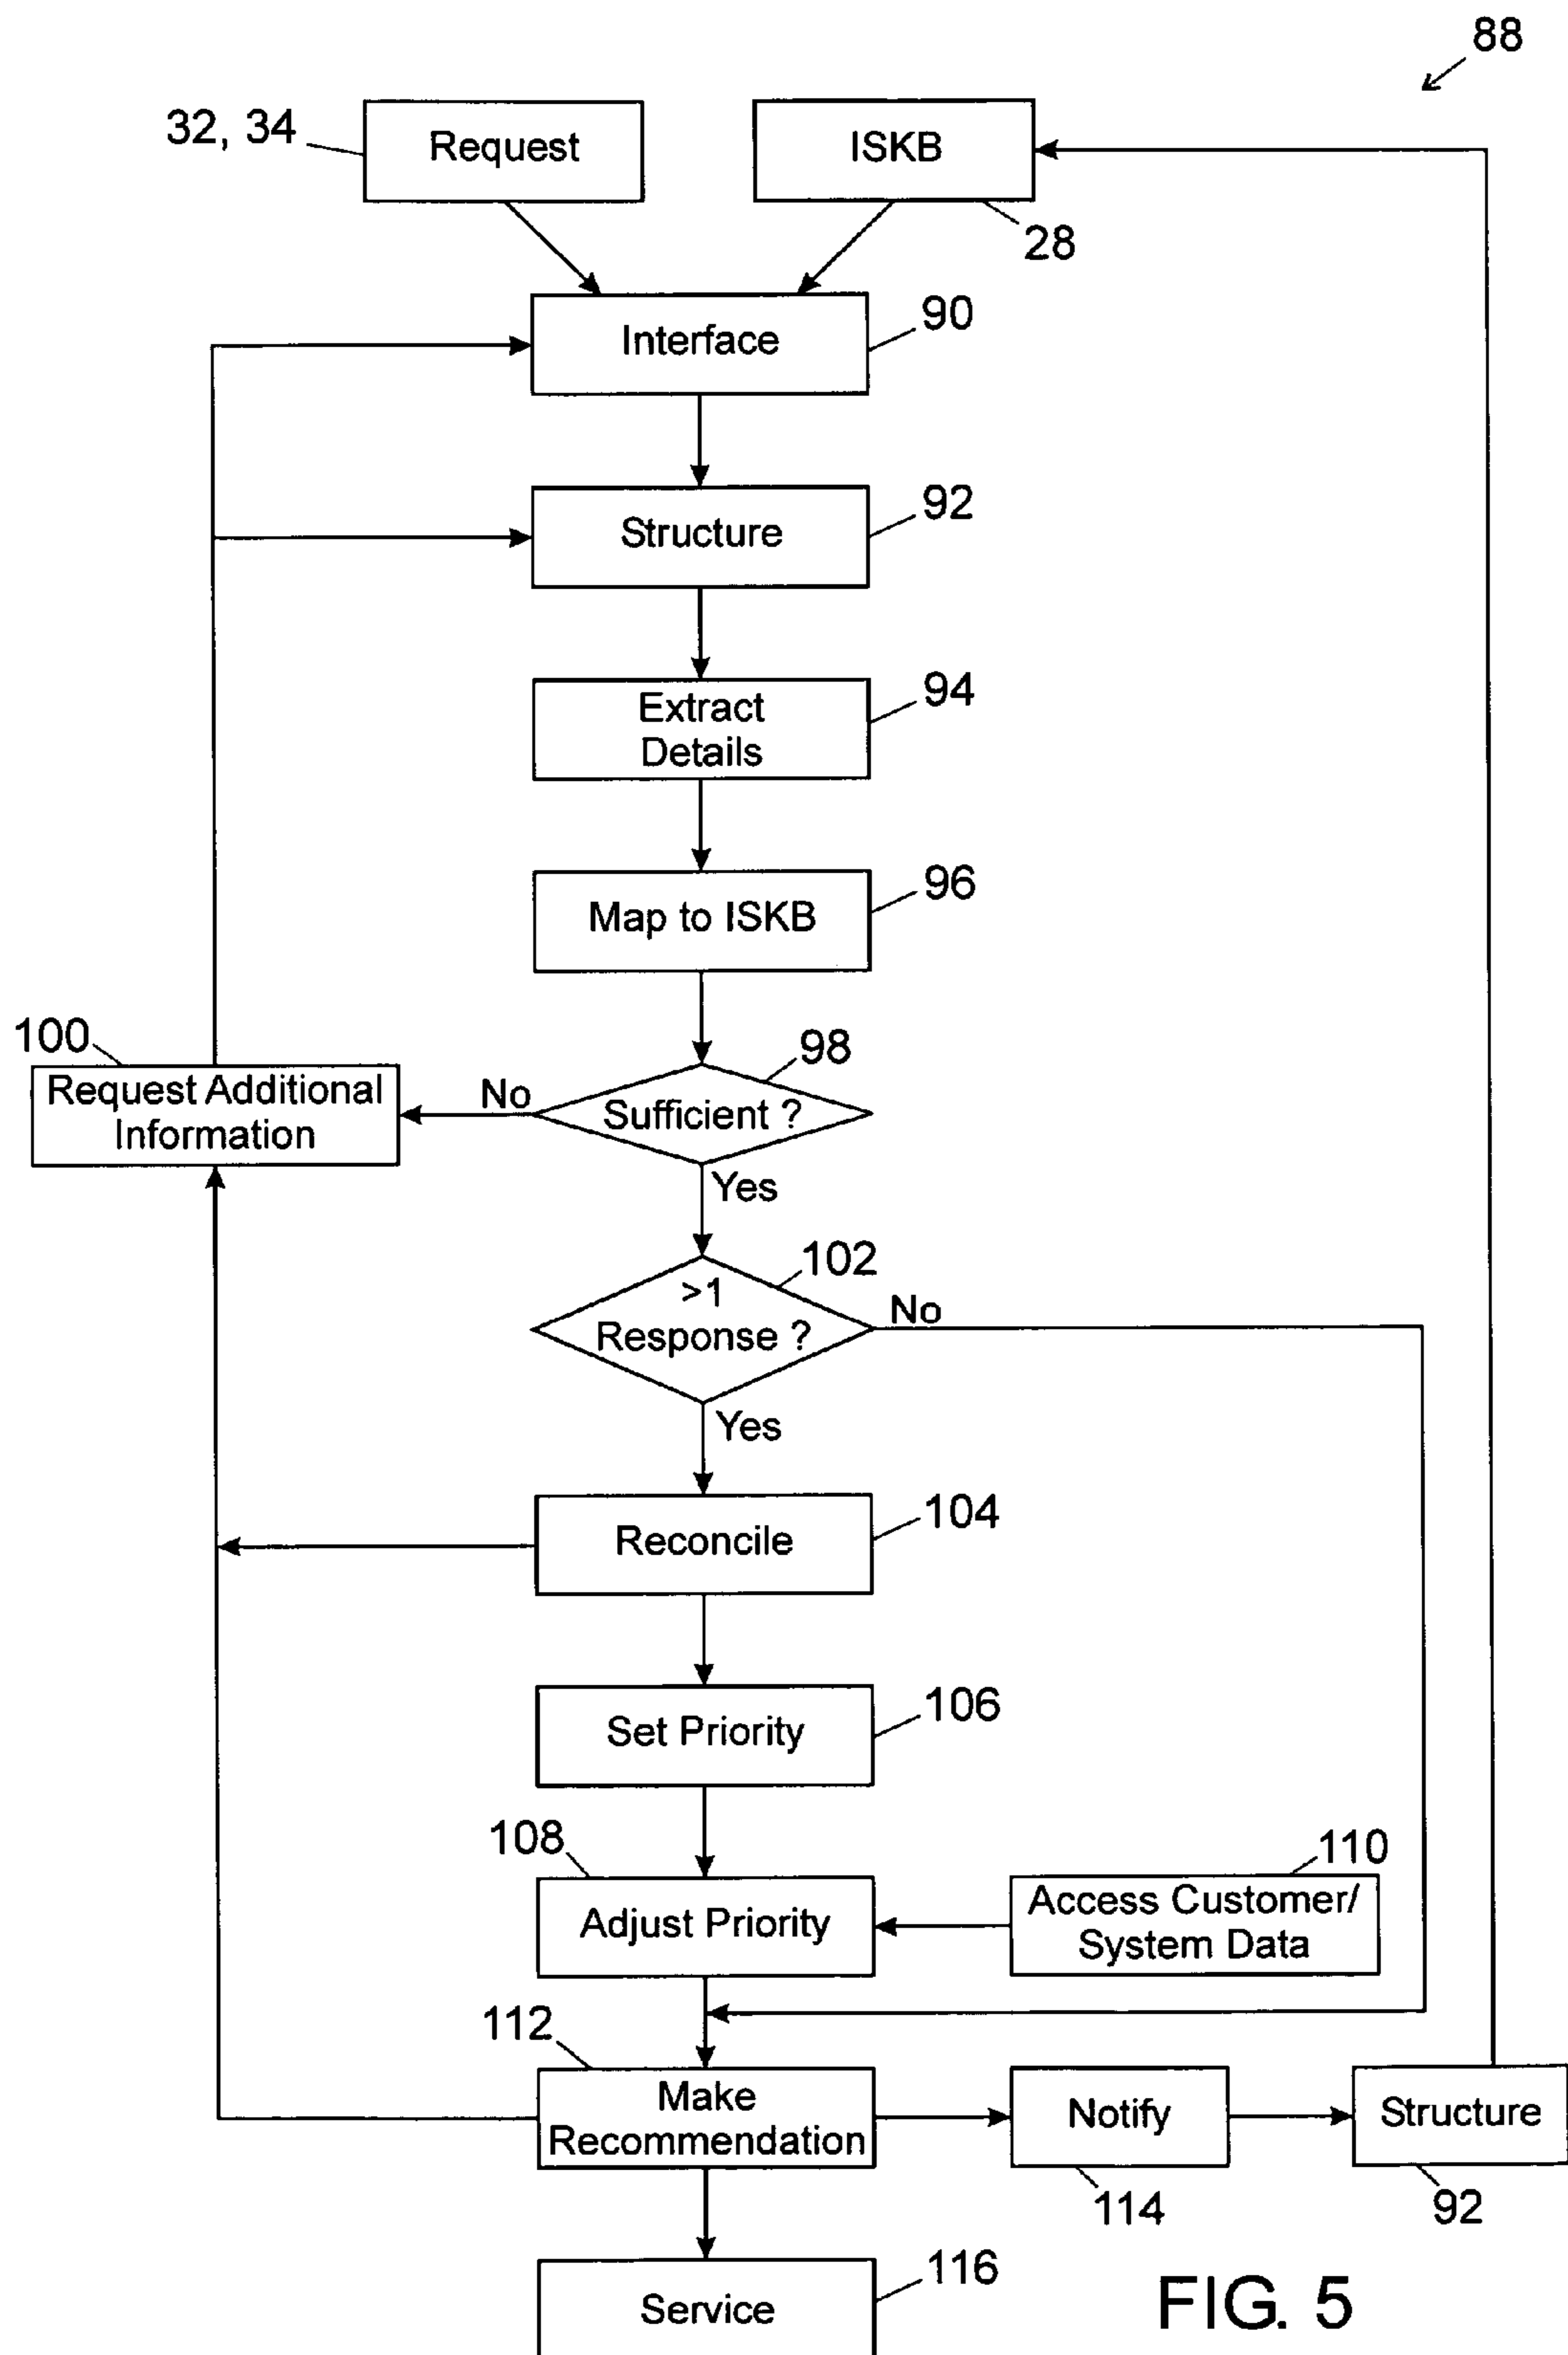 88
32, 34
Request
ISKB
28
Interface
90
Structure
92
Extract
Details
94
Map to ISKB
96
100
Request Additional
Information
No
Sufficient ?
98
Yes
>1
Response ?
102
No
Yes
Reconcile
104
Set Priority
106
108
Adjust Priority
110
Access Customer/
System Data
112
Make
Recommendation
Notify
114
Structure
92
Service
116
FIG. 5